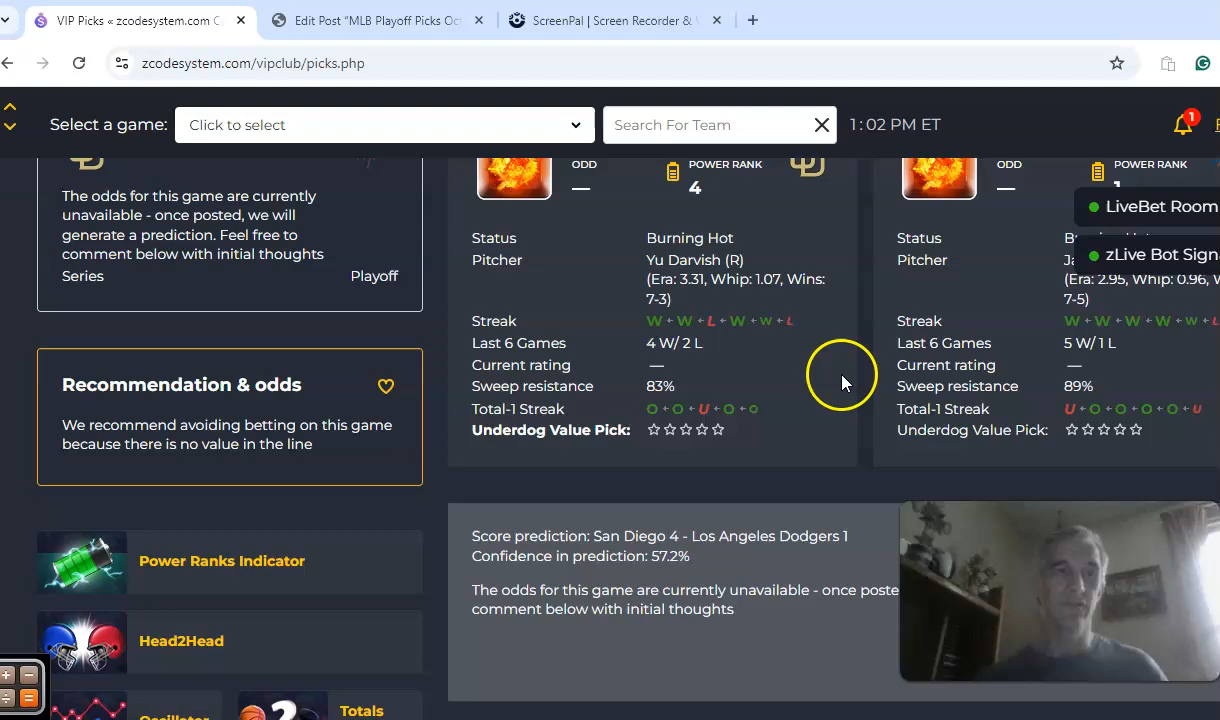 VIP Picks « zcodesystem.com C
Edit Post “MLB Playoff Picks Oct
ScreenPal | Screen Recorder &
zcodesystem.com/vipclub/picks.php
Select a game:
Click to select
Search For Team
1:02 PM ET
1
The odds for this game are currently
unavailable - once posted, we will
generate a prediction. Feel free to
comment below with initial thoughts
Series Playoff
Recommendation & odds
We recommend avoiding betting on this game
because there is no value in the line
Power Ranks Indicator
Head2Head
Oscillator
2
Totals
ODD
—
POWER RANK
4
Status Burning Hot
Pitcher Yu Darvish (R)
(Era: 3.31, Whip: 1.07, Wins:
7-3)
Streak W W L W W L
Last 6 Games 4 W/ 2 L
Current rating —
Sweep resistance 83%
Total-1 Streak O O U O O
Underdog Value Pick:
ODD
—
POWER RANK
1
LiveBet Room
zLive Bot Signa
Status
Pitcher
(Era: 2.95, Whip: 0.96, W
7-5)
Streak W W W W W L
Last 6 Games 5 W/ 1 L
Current rating —
Sweep resistance 89%
Total-1 Streak U O O O O U
Underdog Value Pick:
Score prediction: San Diego 4 - Los Angeles Dodgers 1
Confidence in prediction: 57.2%
The odds for this game are currently unavailable - once poste
comment below with initial thoughts